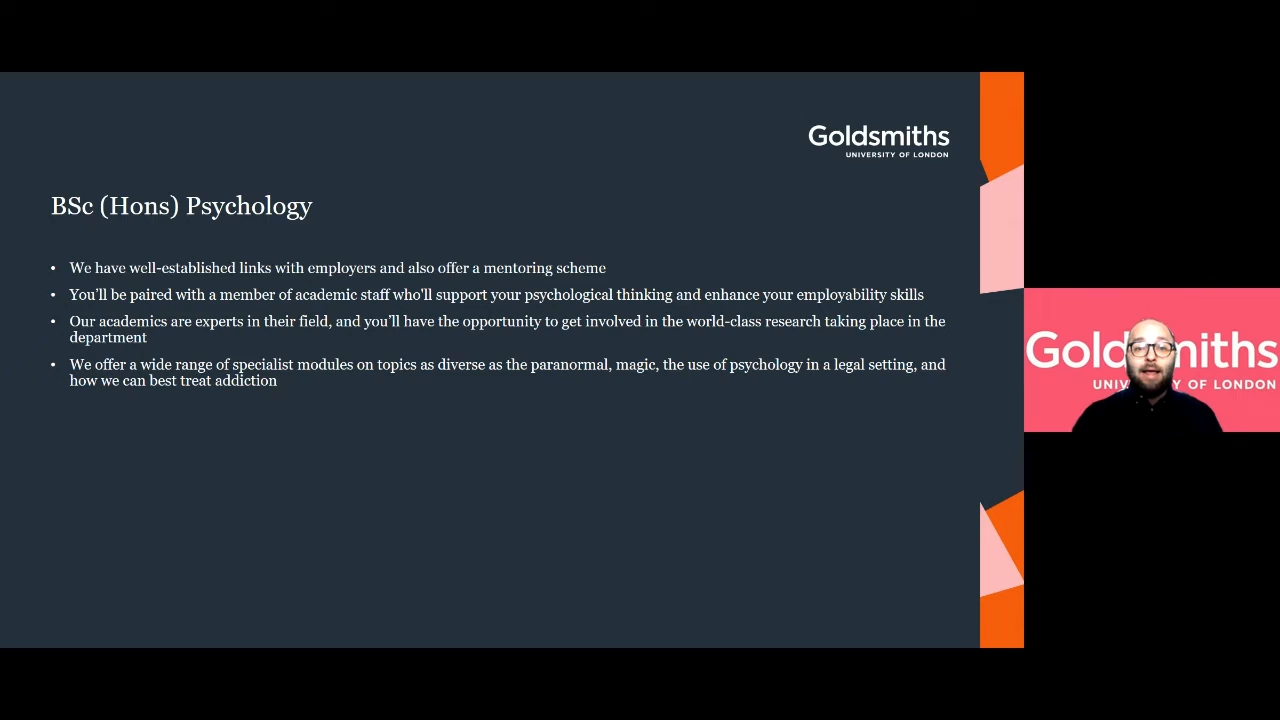 Goldsmiths
UNIVERSITY OF LONDON
BSc (Hons) Psychology
• We have well-established links with employers and also offer a mentoring scheme
• You'll be paired with a member of academic staff who'll support your psychological thinking and enhance your employability skills
• Our academics are experts in their field, and you'll have the opportunity to get involved in the world-class research taking place in the
department
• We offer a wide range of specialist modules on topics as diverse as the paranormal, magic, the use of psychology in a legal setting, and
how we can best treat addiction
Goldsmiths
UNIVERSITY OF LONDON